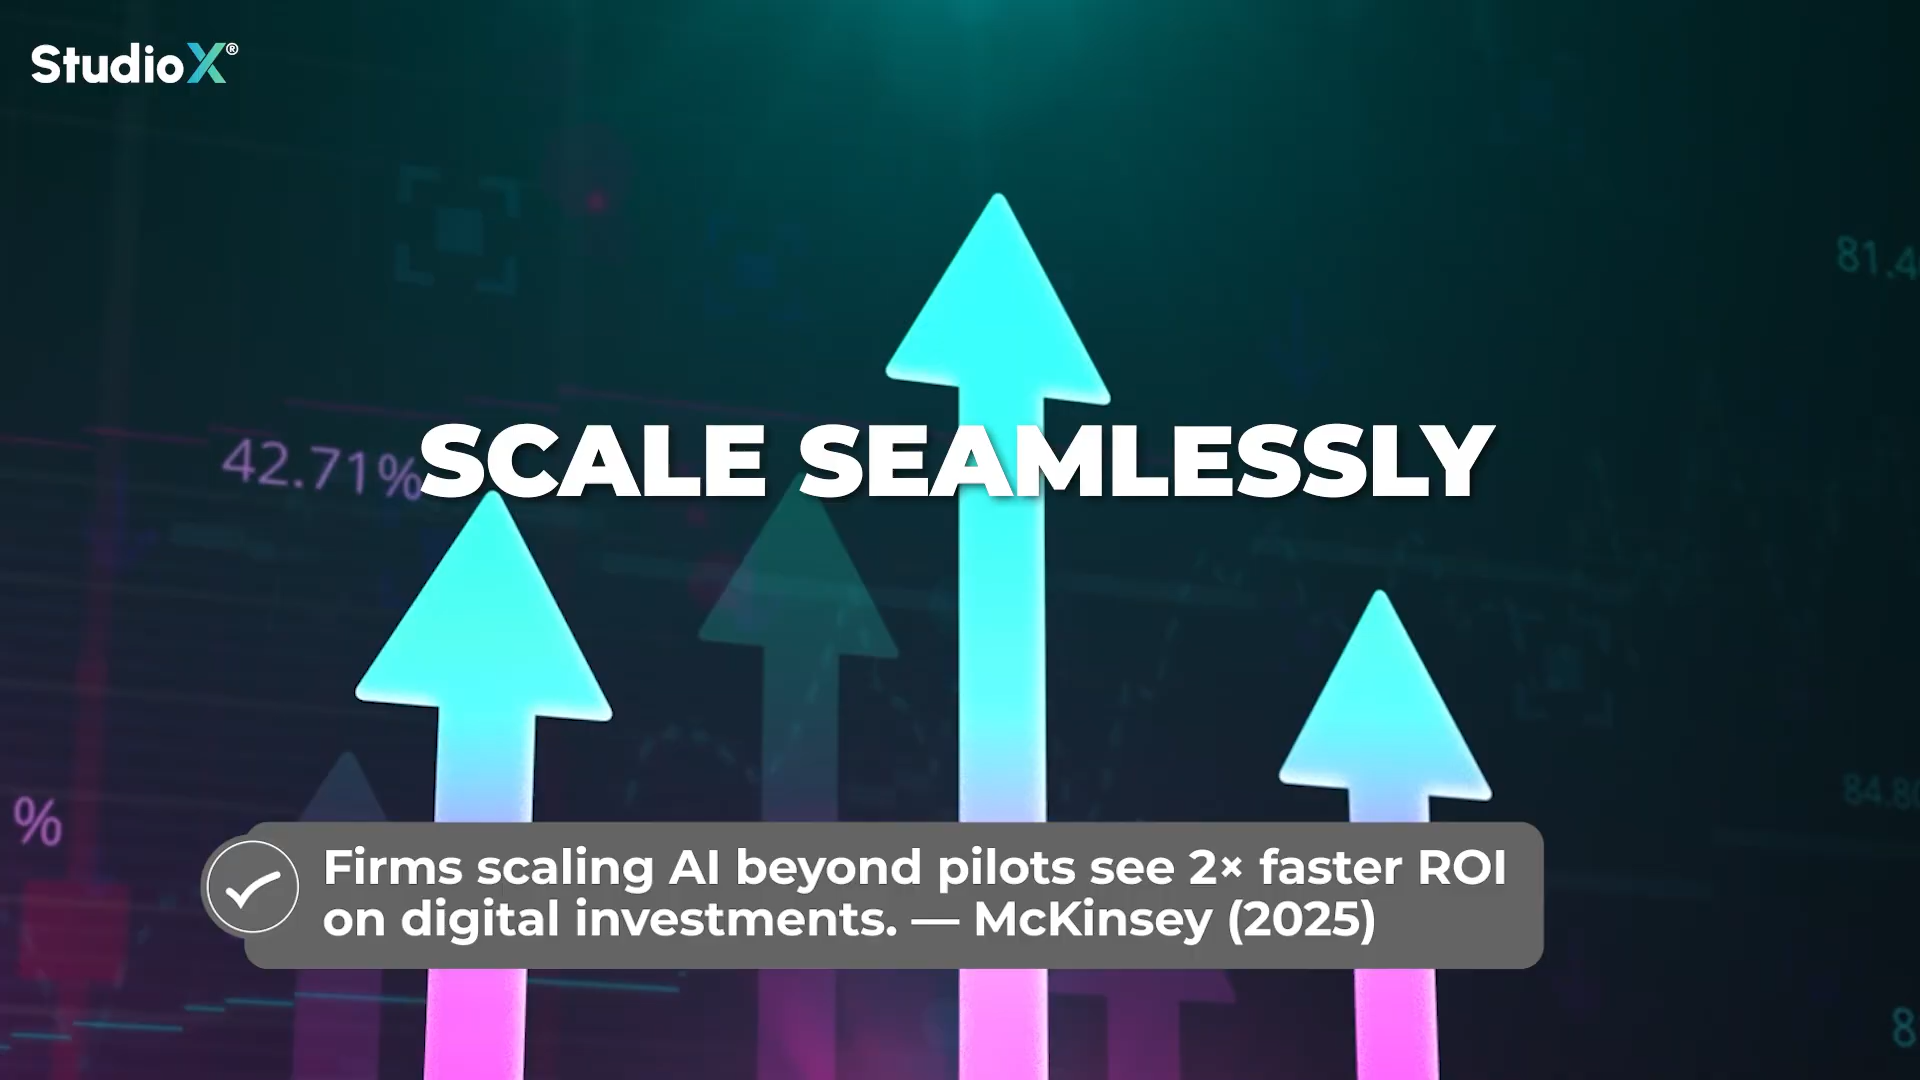 StudioX®
81.4
SCALE SEAMLESSLY
42.71%
%
84.80
Firms scaling AI beyond pilots see 2× faster ROI
on digital investments. — McKinsey (2025)
8